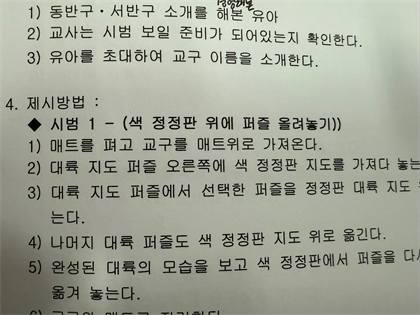 1) 동반구·서반구 소개를 해본 유아
2) 교사는 시범 보일 준비가 되어있는지 확인한다.
3) 유아를 초대하여 교구 이름을 소개한다.
4. 제시방법 :
◆ 시범 1 - (색 정정판 위에 퍼즐 올려놓기))
1) 매트를 펴고 교구를 매트위로 가져온다.
2) 대륙 지도 퍼즐 오른쪽에 색 정정판 지도를 가져다 놓는
3) 대륙 지도 퍼즐에서 선택한 퍼즐을 정정판 대륙 지도
는다.
4) 나머지 대륙 퍼즐도 색 정정판 지도 위로 옮긴다.
5) 완성된 대륙의 모습을 보고 색 정정판에서 퍼즐을 다시
옮겨 놓는다.